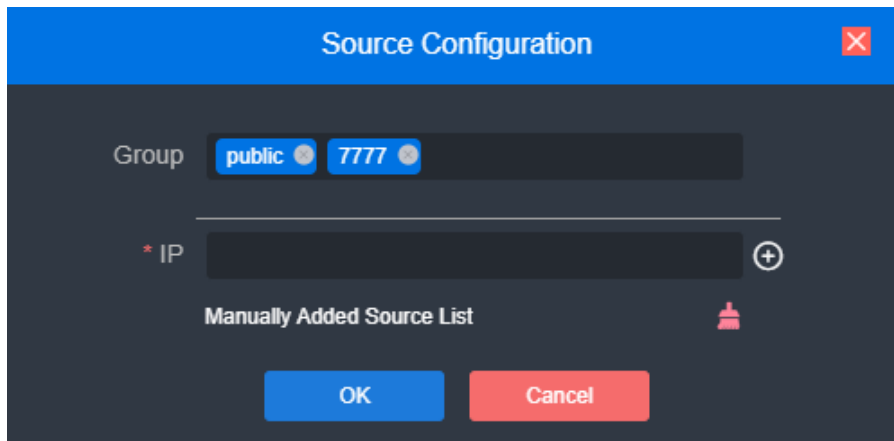 Source Configuration
Group public 7777
* IP
Manually Added Source List
OK Cancel